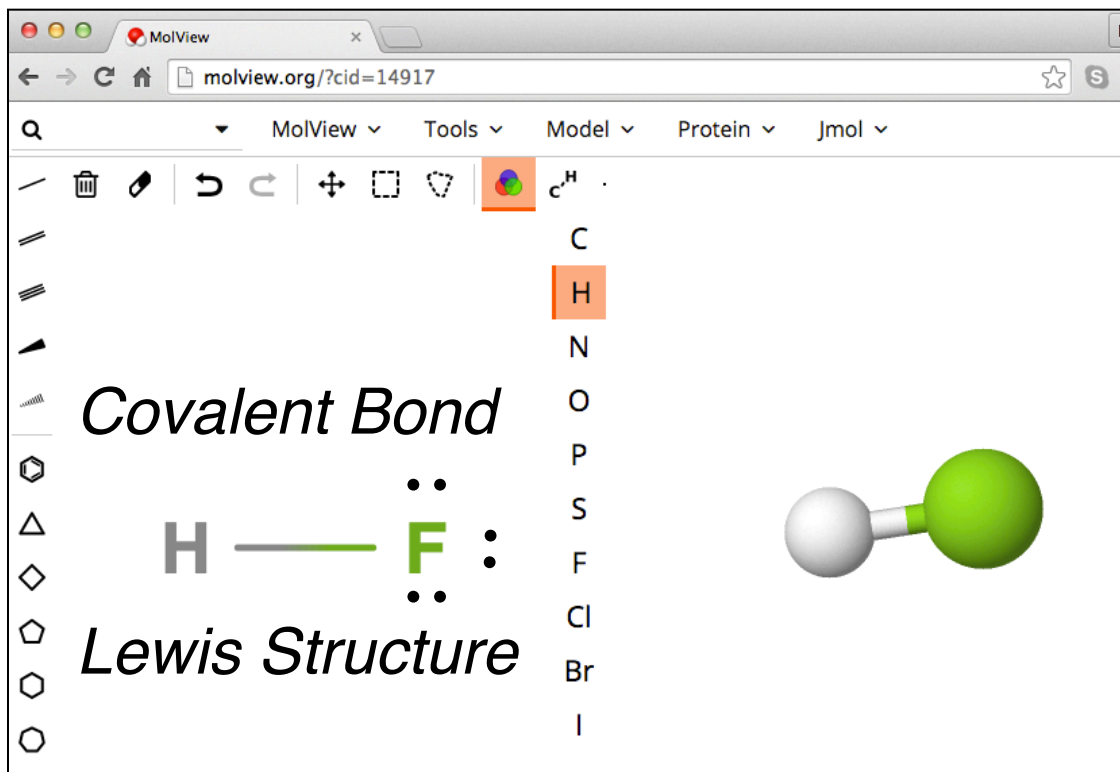 MolView
molview.org/?cid=14917
S
MolView Tools Model Protein Jmol
C H
C
H
N
O
Covalent Bond
P
S
H F
F
Cl
Lewis Structure
Br
I